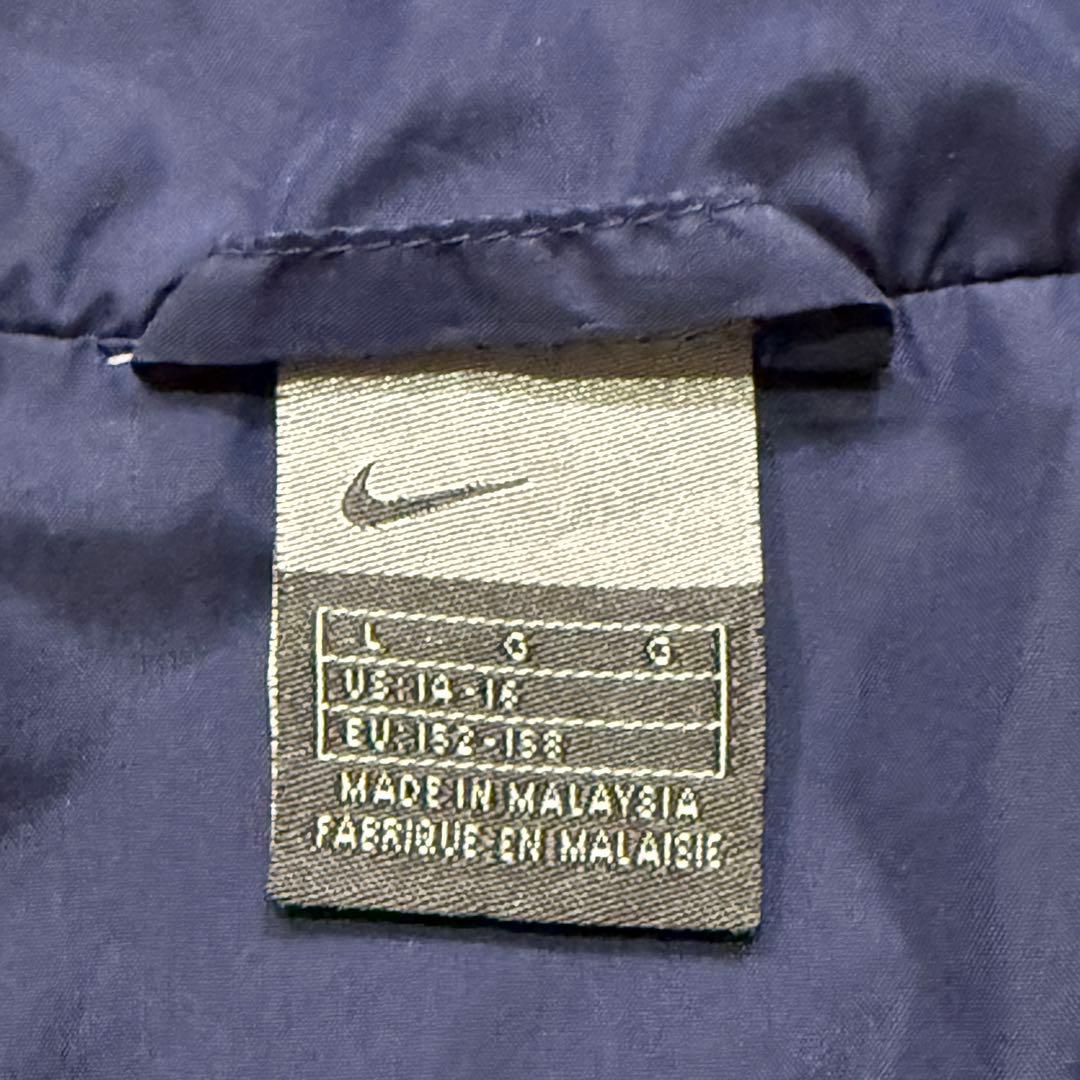 L G G
US: 14-16
EU: 152-158
MADE IN MALAYSIA
FABRIQUE EN MALAISIE